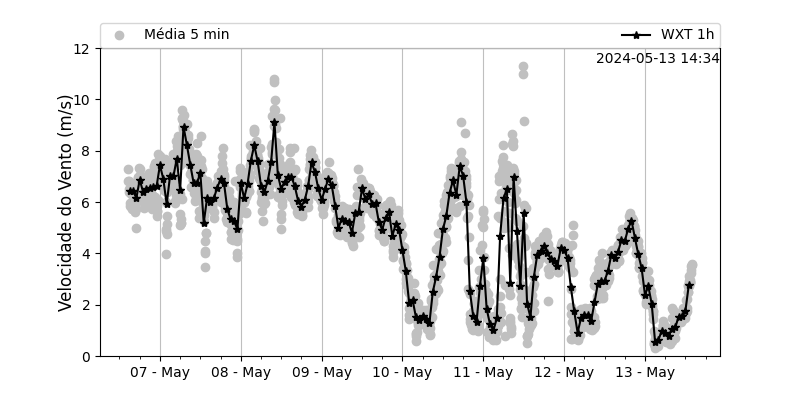 Média 5 min
WXT 1h
2024-05-13 14:34
Velocidade do Vento (m/s)
12
10
8
6
4
2
0
07 - May
08 - May
09 - May
10 - May
11 - May
12 - May
13 - May